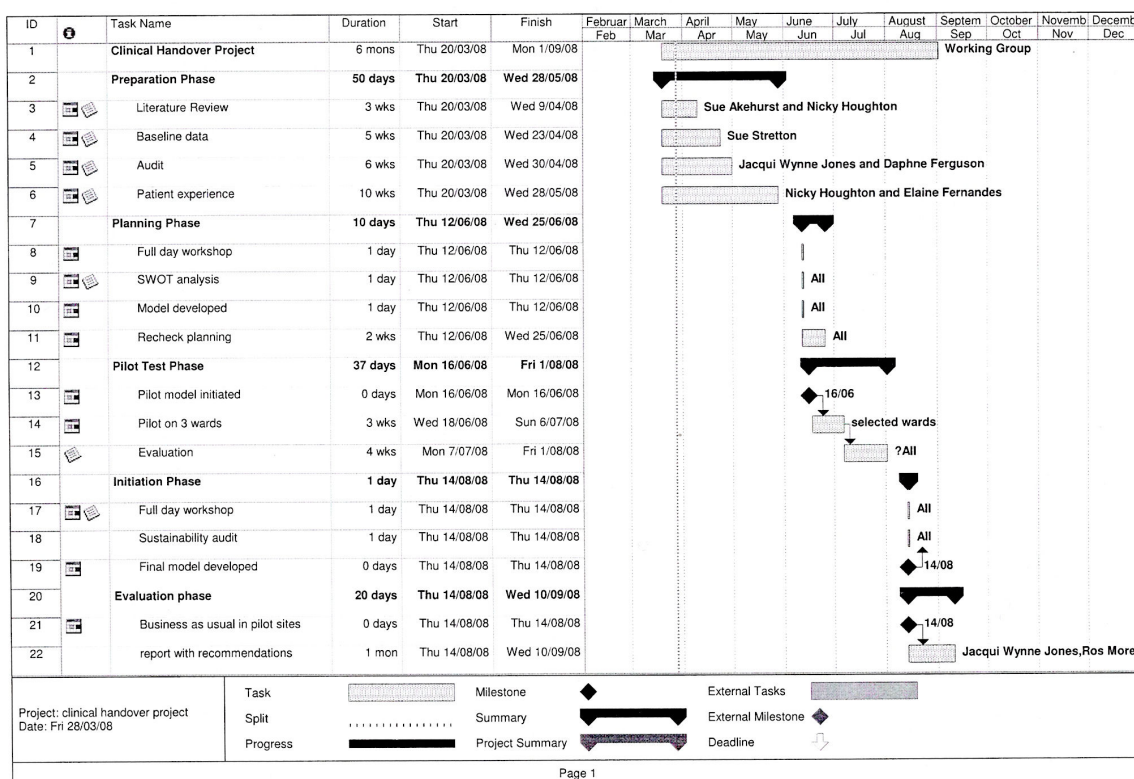 ID Task Name Duration Start Finish Februar March April May June July August Septem October Novemb Decemb
Feb Mar Apr May Jun Jul Aug Sep Oct Nov Dec
1 Clinical Handover Project 6 mons Thu 20/03/08 Mon 1/09/08 Working Group
2 Preparation Phase 50 days Thu 20/03/08 Wed 28/05/08
3 Literature Review 3 wks Thu 20/03/08 Wed 9/04/08 Sue Akehurst and Nicky Houghton
4 Baseline data 5 wks Thu 20/03/08 Wed 23/04/08 Sue Stretton
5 Audit 6 wks Thu 20/03/08 Wed 30/04/08 Jacqui Wynne Jones and Daphne Ferguson
6 Patient experience 10 wks Thu 20/03/08 Wed 28/05/08 Nicky Houghton and Elaine Fernandes
7 Planning Phase 10 days Thu 12/06/08 Wed 25/06/08
8 Full day workshop 1 day Thu 12/06/08 Thu 12/06/08
9 SWOT analysis 1 day Thu 12/06/08 Thu 12/06/08 All
10 Model developed 1 day Thu 12/06/08 Thu 12/06/08 All
11 Recheck planning 2 wks Thu 12/06/08 Wed 25/06/08 All
12 Pilot Test Phase 37 days Mon 16/06/08 Fri 1/08/08
13 Pilot model initiated 0 days Mon 16/06/08 Mon 16/06/08 16/06
14 Pilot on 3 wards 3 wks Wed 18/06/08 Sun 6/07/08 selected wards
15 Evaluation 4 wks Mon 7/07/08 Fri 1/08/08 ?All
16 Initiation Phase 1 day Thu 14/08/08 Thu 14/08/08
17 Full day workshop 1 day Thu 14/08/08 Thu 14/08/08 All
18 Sustainability audit 1 day Thu 14/08/08 Thu 14/08/08 All
19 Final model developed 0 days Thu 14/08/08 Thu 14/08/08 14/08
20 Evaluation phase 20 days Thu 14/08/08 Wed 10/09/08
21 Business as usual in pilot sites 0 days Thu 14/08/08 Thu 14/08/08 14/08
22 report with recommendations 1 mon Thu 14/08/08 Wed 10/09/08 Jacqui Wynne Jones,Ros More
Project: clinical handover project
Date: Fri 28/03/08
Task Milestone External Tasks
Split Summary External Milestone
Progress Project Summary Deadline
Page 1